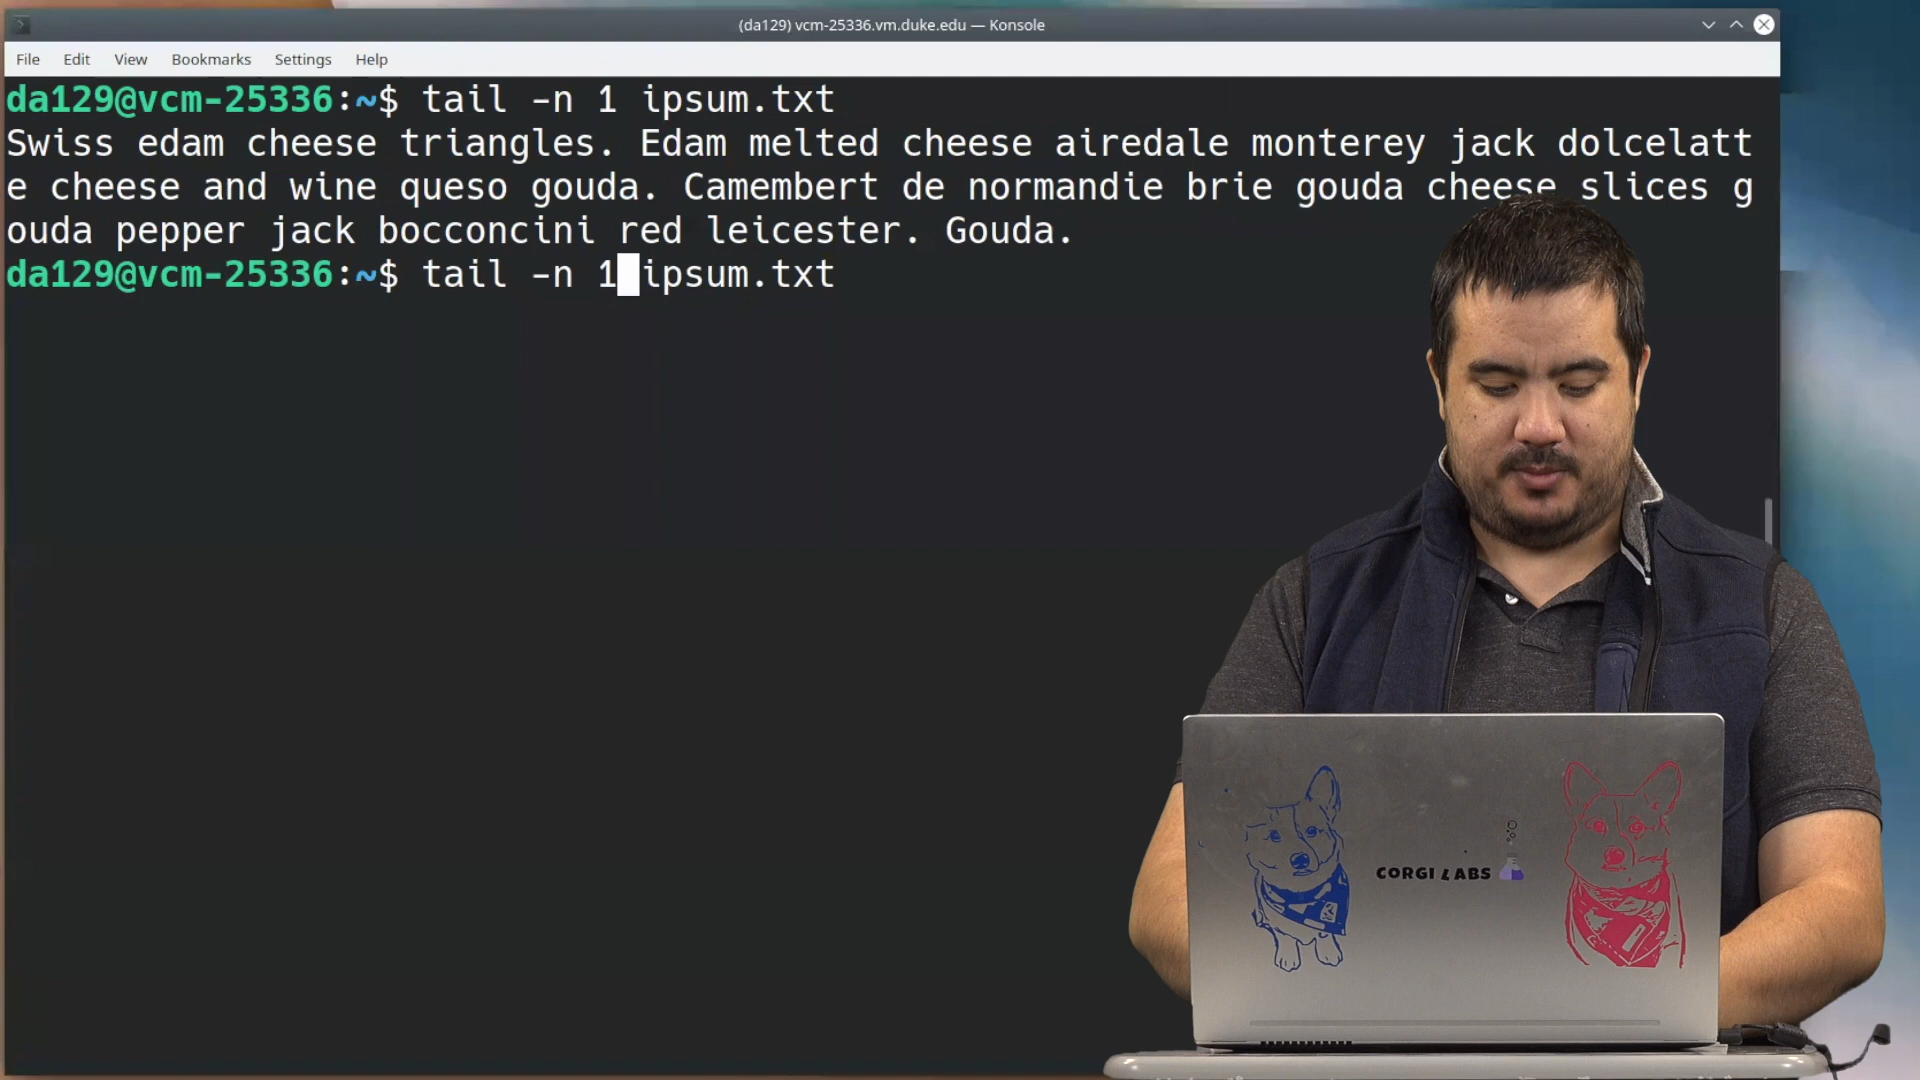 (da129) vcm-25336.vm.duke.edu — Konsole
File Edit View Bookmarks Settings Help
da129@vcm-25336:~$ tail -n 1 ipsum.txt
Swiss edam cheese triangles. Edam melted cheese airedale monterey jack dolcelatt
e cheese and wine queso gouda. Camembert de normandie brie gouda cheese slices g
ouda pepper jack bocconcini red leicester. Gouda.
da129@vcm-25336:~$ tail -n 1 ipsum.txt
CORGI LABS